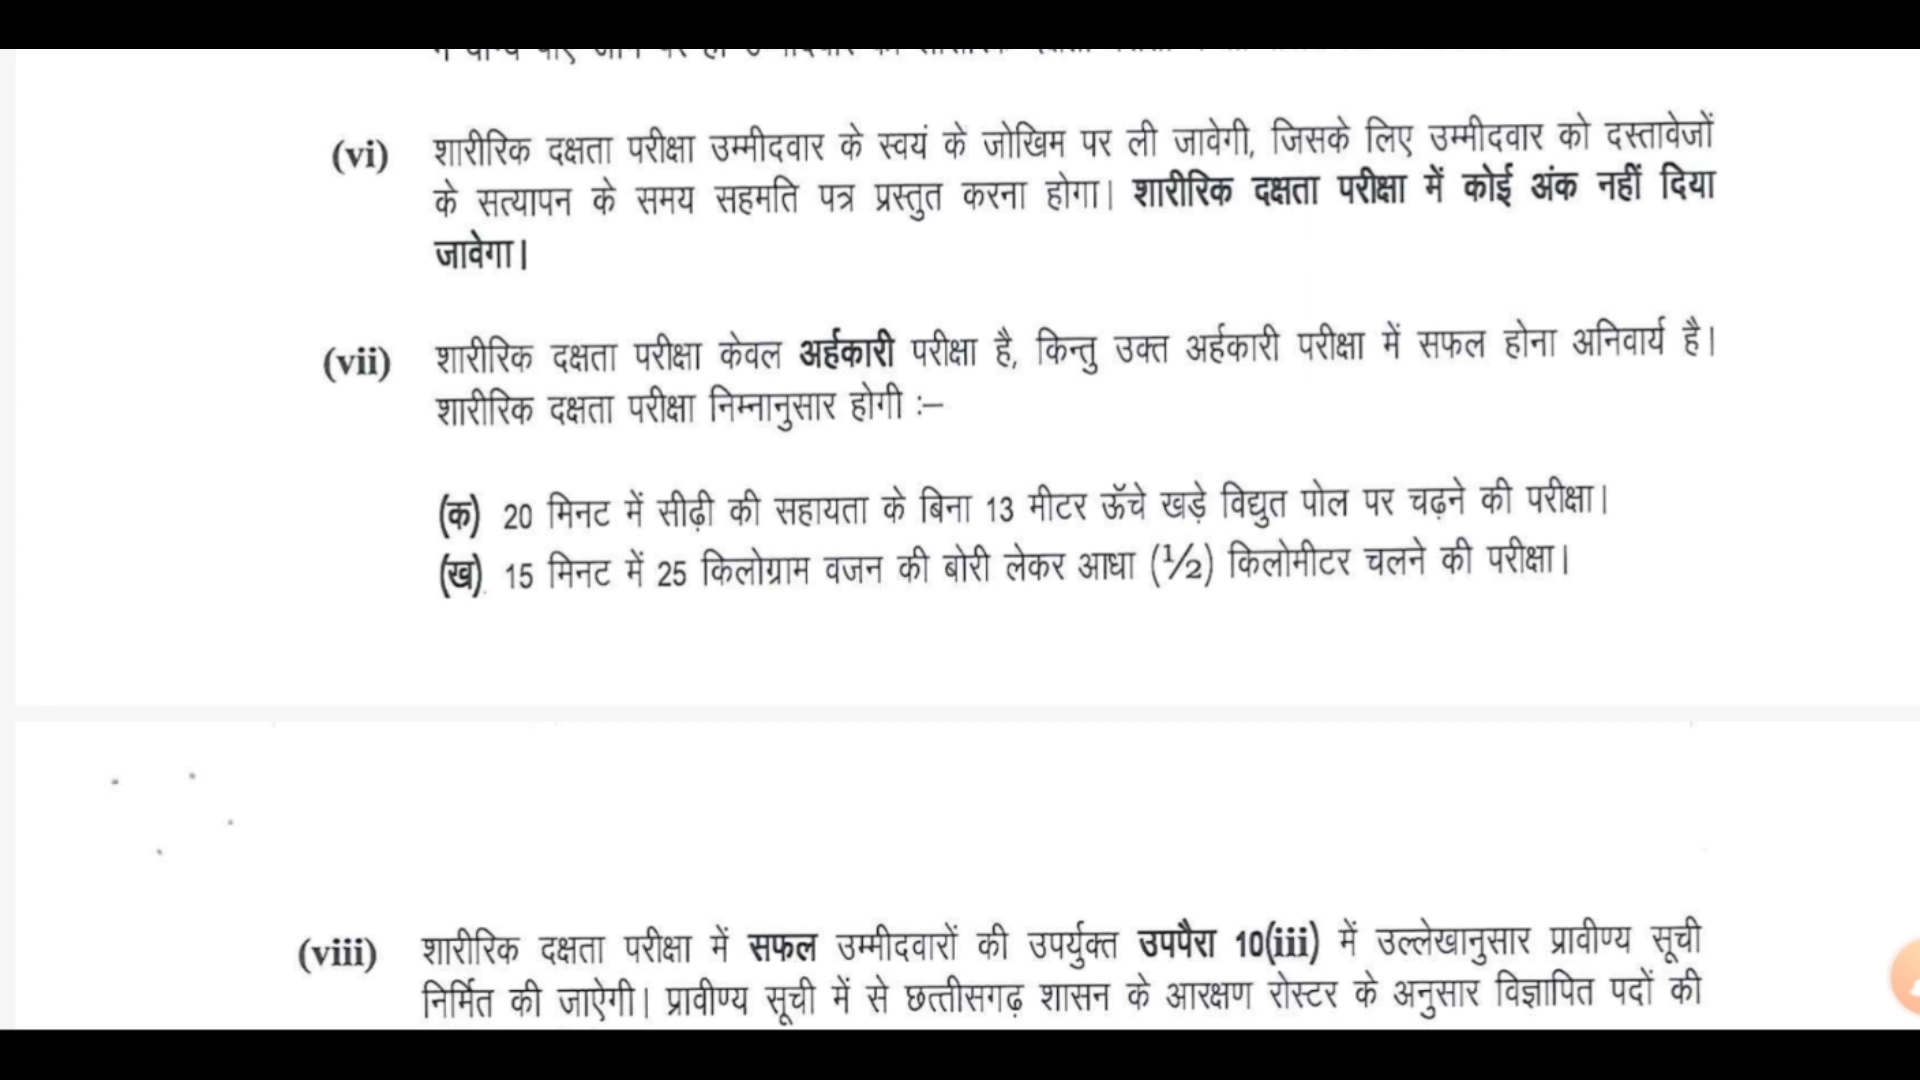 (vi) शारीरिक दक्षता परीक्षा उम्मीदवार के स्वयं के जोखिम पर ली जावेगी, जिसके लिए उम्मीदवार को दस्तावेजों
के सत्यापन के समय सहमति पत्र प्रस्तुत करना होगा। शारीरिक दक्षता परीक्षा में कोई अंक नहीं दिया
जावेगा।
(vii) शारीरिक दक्षता परीक्षा केवल अर्हकारी परीक्षा है, किन्तु उक्त अर्हकारी परीक्षा में सफल होना अनिवार्य है।
शारीरिक दक्षता परीक्षा निम्नानुसार होगी :–
(क) 20 मिनट में सीढ़ी की सहायता के बिना 13 मीटर ऊँचे खड़े विद्युत पोल पर चढ़ने की परीक्षा।
(ख) 15 मिनट में 25 किलोग्राम वजन की बोरी लेकर आधा (½) किलोमीटर चलने की परीक्षा।
(viii) शारीरिक दक्षता परीक्षा में सफल उम्मीदवारों की उपर्युक्त उपपैरा 10(iii) में उल्लेखानुसार प्रावीण्य सूची
निर्मित की जाऐगी। प्रावीण्य सूची में से छत्तीसगढ़ शासन के आरक्षण रोस्टर के अनुसार विज्ञापित पदों की